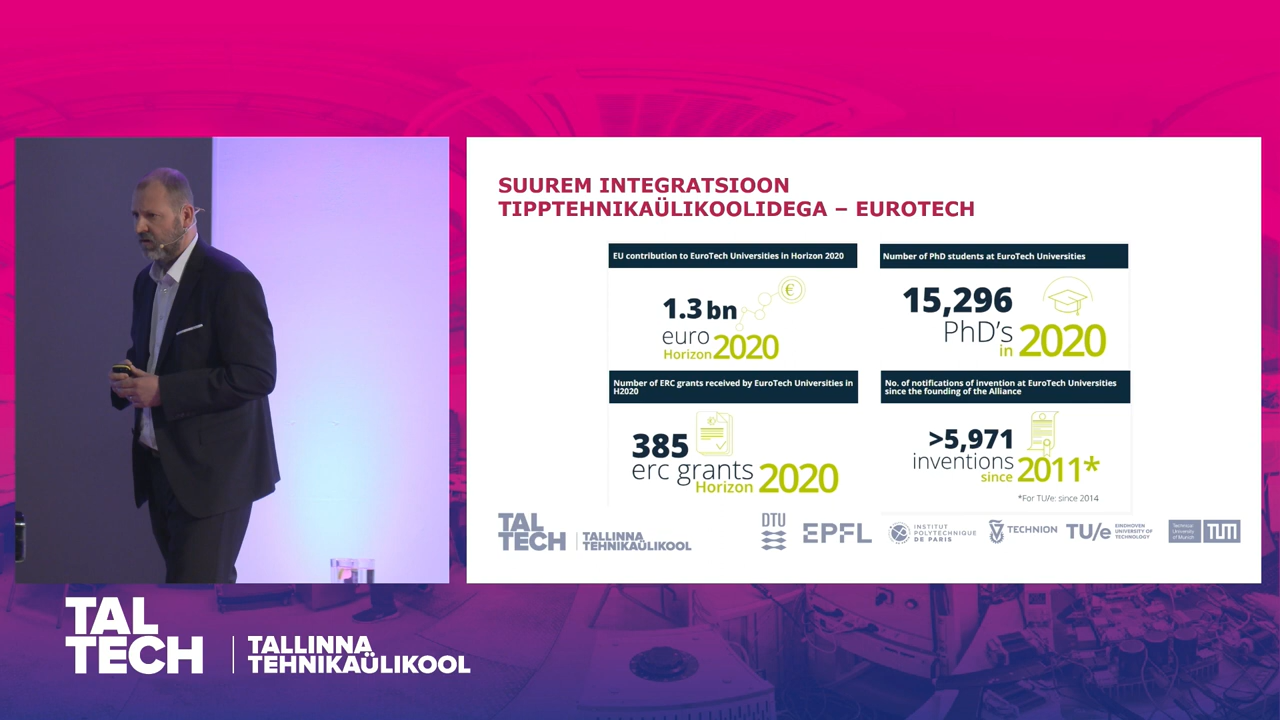 SUUREM INTEGRATSIOON
TIPPTEHNIKAÜLIKOOLIDEGA – EUROTECH
EU contribution to EuroTech Universities in Horizon 2020
1.3 bn
euro
Horizon 2020
Number of PhD students at EuroTech Universities
15,296
PhD's
in 2020
Number of ERC grants received by EuroTech Universities in
H2020
385
erc grants
Horizon 2020
No. of notifications of invention at EuroTech Universities
since the founding of the Alliance
>5,971
inventions
since 2011*
*For TU/e: since 2014
TAL
TECH
TALLINNA
TEHNIKAÜLIKOOL
DTU
EPFL
INSTITUT
POLYTECHNIQUE
DE PARIS
TECHNION
TU/e
EINDHOVEN
UNIVERSITY OF
TECHNOLOGY
Technical
University
of Munich
TUM
TAL
TECH
TALLINNA
TEHNIKAÜLIKOOL